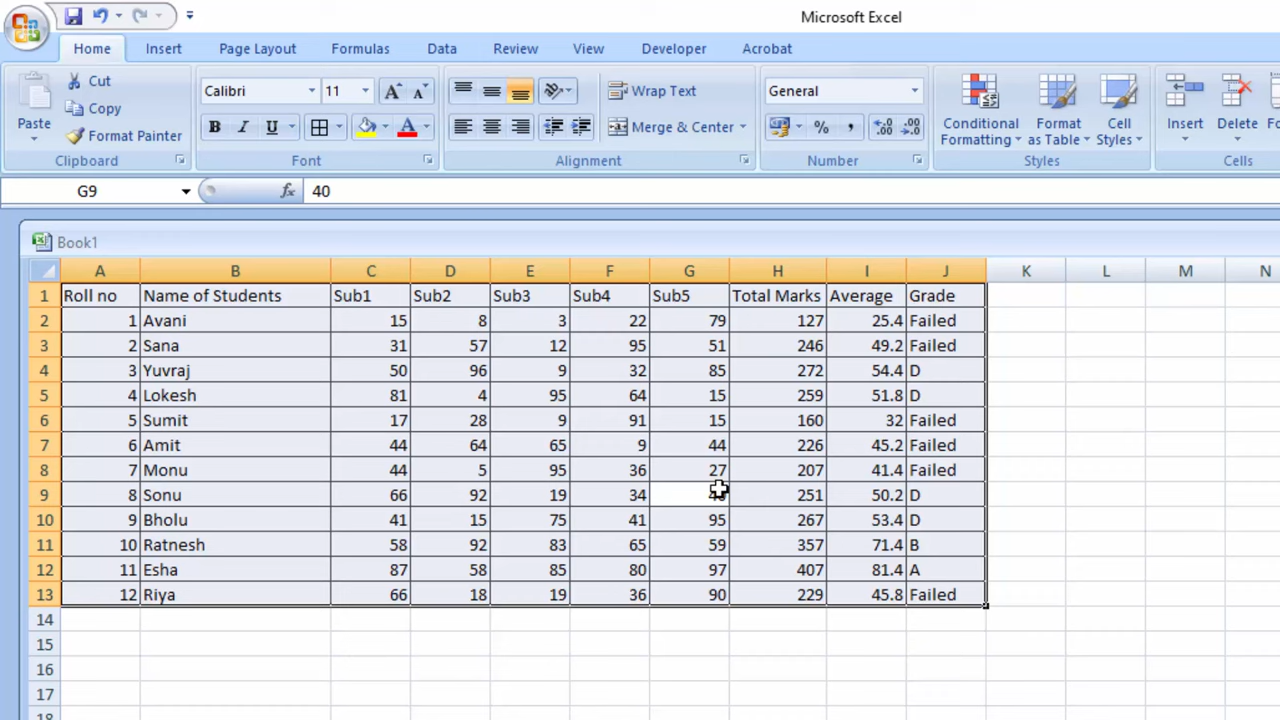 Microsoft Excel
Home Insert Page Layout Formulas Data Review View Developer Acrobat
Paste Cut Calibri 11 A A Wrap Text General Conditional Formatting Format as Table Cell Styles Insert Delete
Copy
Format Painter B I U A Merge & Center % ,
Clipboard Font Alignment Number Styles Cells
G9 fx 40
Book1
A B C D E F G H I J K L M N
1 Roll no Name of Students Sub1 Sub2 Sub3 Sub4 Sub5 Total Marks Average Grade
2 1 Avani 15 8 3 22 79 127 25.4 Failed
3 2 Sana 31 57 12 95 51 246 49.2 Failed
4 3 Yuvraj 50 96 9 32 85 272 54.4 D
5 4 Lokesh 81 4 95 64 15 259 51.8 D
6 5 Sumit 17 28 9 91 15 160 32 Failed
7 6 Amit 44 64 65 9 44 226 45.2 Failed
8 7 Monu 44 5 95 36 27 207 41.4 Failed
9 8 Sonu 66 92 19 34 40 251 50.2 D
10 9 Bholu 41 15 75 41 95 267 53.4 D
11 10 Ratnesh 58 92 83 65 59 357 71.4 B
12 11 Esha 87 58 85 80 97 407 81.4 A
13 12 Riya 66 18 19 36 90 229 45.8 Failed
14
15
16
17
18